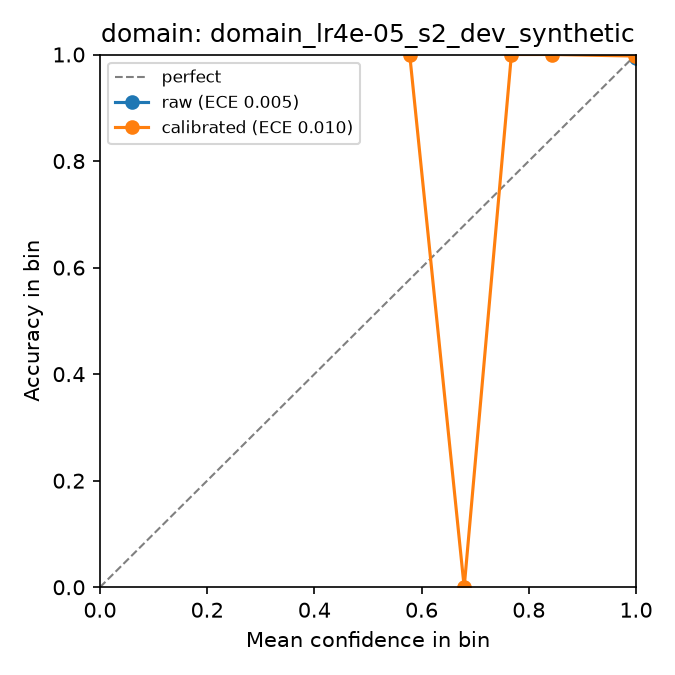 domain: domain_lr4e-05_s2_dev_synthetic
perfect
raw (ECE 0.005)
calibrated (ECE 0.010)
1.0
0.8
0.6
0.4
0.2
0.0
Accuracy in bin
0.0 0.2 0.4 0.6 0.8 1.0
Mean confidence in bin